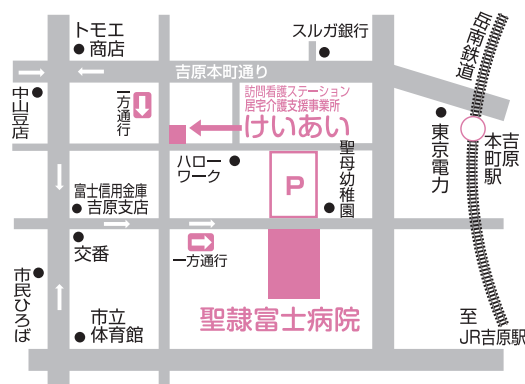 トモエ
商店
スルガ銀行
岳南鉄道
吉原本町通り
中山豆店
一方通行
訪問看護ステーション
居宅介護支援事業所
けいあい
ハロー
ワーク
P
聖母幼稚園
東京電力
吉原
本町駅
富士信用金庫
吉原支店
交番
一方通行
市民ひろば
市立
体育館
聖隷富士病院
至
JR吉原駅